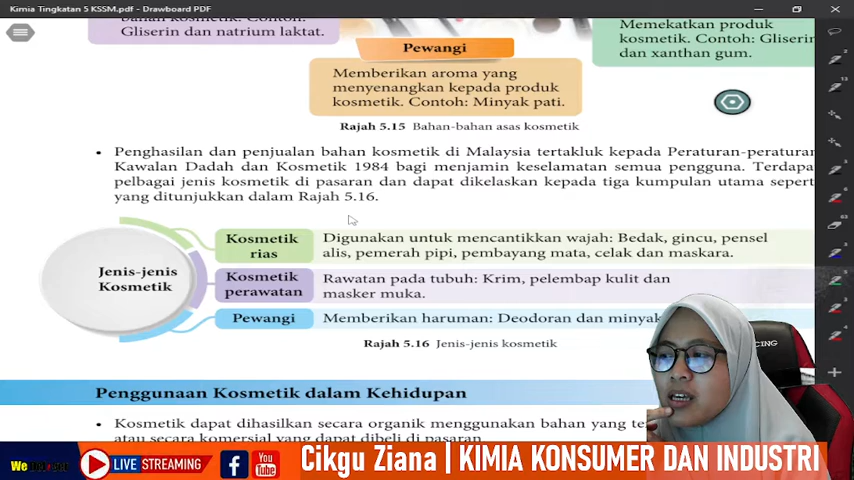 Kimia Tingkatan 5 KSSM.pdf - Drawboard PDF
bahan kosmetik. Contoh:
Gliserin dan natrium laktat.
Memekatkan produk
kosmetik. Contoh: Gliserin
dan xanthan gum.
Pewangi
Memberikan aroma yang
menyenangkan kepada produk
kosmetik. Contoh: Minyak pati.
Rajah 5.15 Bahan-bahan asas kosmetik
• Penghasilan dan penjualan bahan kosmetik di Malaysia tertakluk kepada Peraturan-peraturan
Kawalan Dadah dan Kosmetik 1984 bagi menjamin keselamatan semua pengguna. Terdapa
pelbagai jenis kosmetik di pasaran dan dapat dikelaskan kepada tiga kumpulan utama sepert
yang ditunjukkan dalam Rajah 5.16.
Jenis-jenis
Kosmetik
Kosmetik
rias
Digunakan untuk mencantikkan wajah: Bedak, gincu, pensel
alis, pemerah pipi, pembayang mata, celak dan maskara.
Kosmetik
perawatan
Rawatan pada tubuh: Krim, pelembap kulit dan
masker muka.
Pewangi
Memberikan haruman: Deodoran dan minyak
Rajah 5.16 Jenis-jenis kosmetik
Penggunaan Kosmetik dalam Kehidupan
• Kosmetik dapat dihasilkan secara organik menggunakan bahan yang
atau secara komersial yang dapat dibeli di pasaran
LIVE STREAMING
YouTube
Cikgu Ziana | KIMIA KONSUMER DAN INDUSTRI